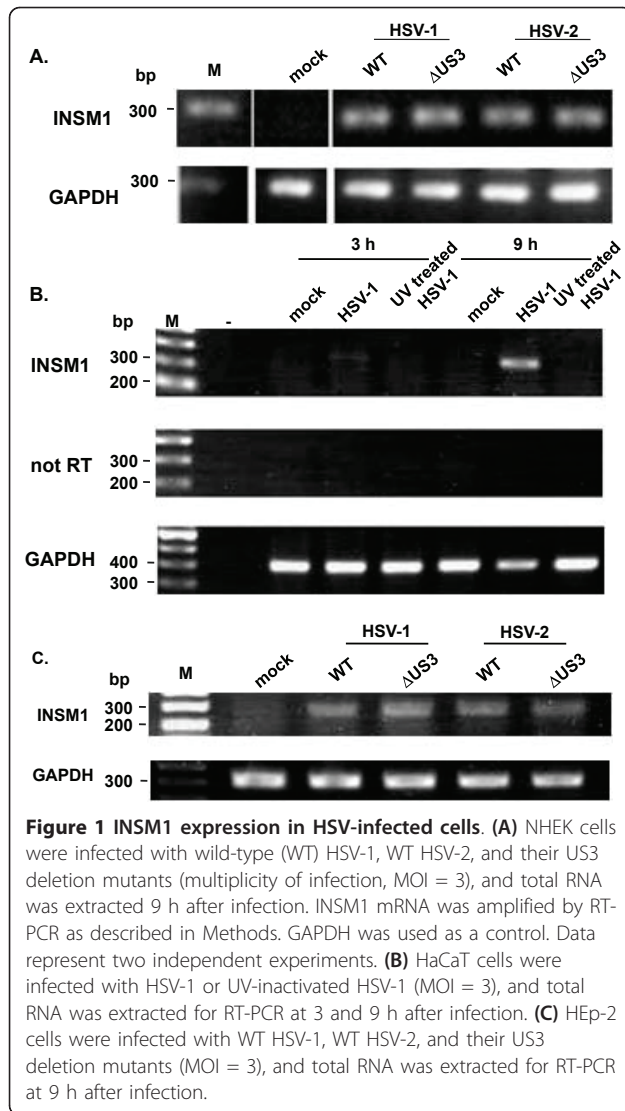 HSV-1 HSV-2
A.
bp M mock WT ΔUS3 WT ΔUS3
INSM1 300
GAPDH 300
3 h 9 h
B.
bp M - mock HSV-1 UV treated HSV-1 mock HSV-1 UV treated HSV-1
INSM1 300
200
not RT 300
200
GAPDH 400
300
HSV-1 HSV-2
C.
bp M mock WT ΔUS3 WT ΔUS3
INSM1 300
200
GAPDH 300
Figure 1 INSM1 expression in HSV-infected cells. (A) NHEK cells
were infected with wild-type (WT) HSV-1, WT HSV-2, and their US3
deletion mutants (multiplicity of infection, MOI = 3), and total RNA
was extracted 9 h after infection. INSM1 mRNA was amplified by RT-
PCR as described in Methods. GAPDH was used as a control. Data
represent two independent experiments. (B) HaCaT cells were
infected with HSV-1 or UV-inactivated HSV-1 (MOI = 3), and total
RNA was extracted for RT-PCR at 3 and 9 h after infection. (C) HEp-2
cells were infected with WT HSV-1, WT HSV-2, and their US3
deletion mutants (MOI = 3), and total RNA was extracted for RT-PCR
at 9 h after infection.